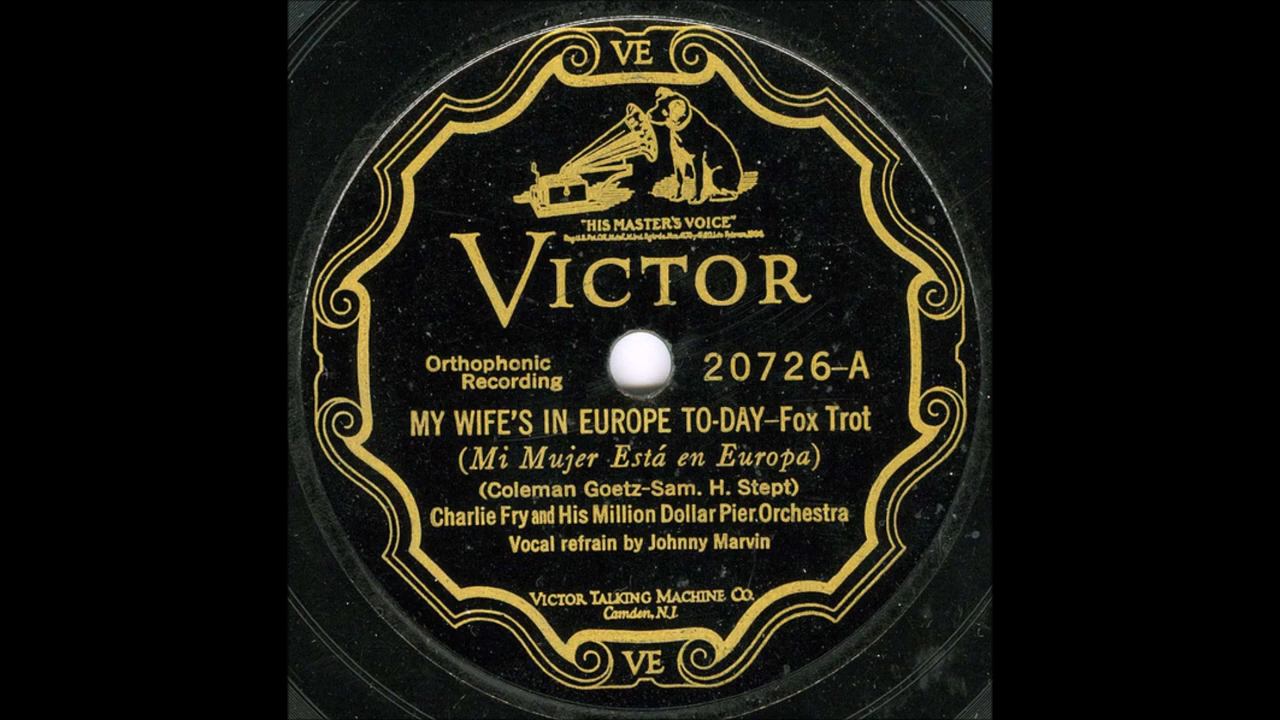 VE
"HIS MASTER'S VOICE"
VICTOR
Orthophonic
Recording
20726-A
MY WIFE'S IN EUROPE TO-DAY-Fox Trot
(Mi Mujer Está en Europa)
(Coleman Goetz-Sam. H. Stept)
Charlie Fry and His Million Dollar Pier Orchestra
Vocal refrain by Johnny Marvin
VICTOR TALKING MACHINE CO.
Camden, N.J.
VE